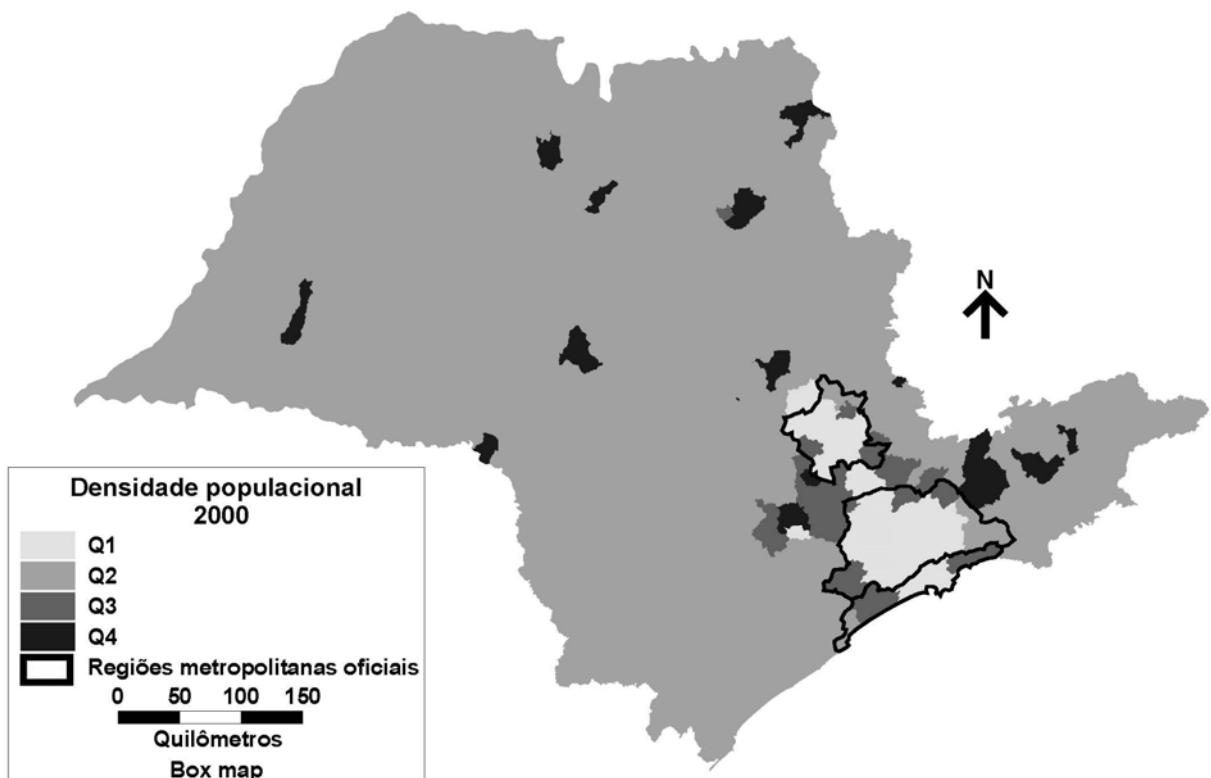 N
Densidade populacional
2000
Q1
Q2
Q3
Q4
Regiões metropolitanas oficiais
0 50 100 150
Quilômetros
Box map